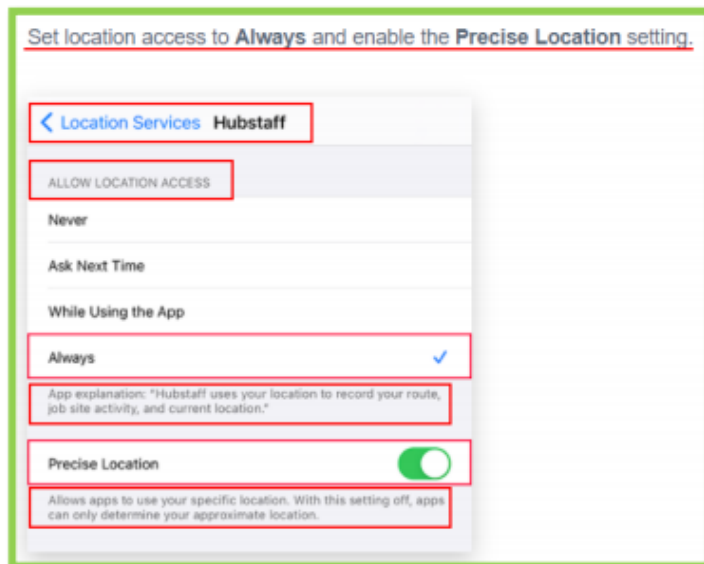 Set location access to Always and enable the Precise Location setting.
Location Services Hubstaff
ALLOW LOCATION ACCESS
Never
Ask Next Time
While Using the App
Always
App explanation: "Hubstaff uses your location to record your route,
job site activity, and current location."
Precise Location
Allows apps to use your specific location. With this setting off, apps
can only determine your approximate location.